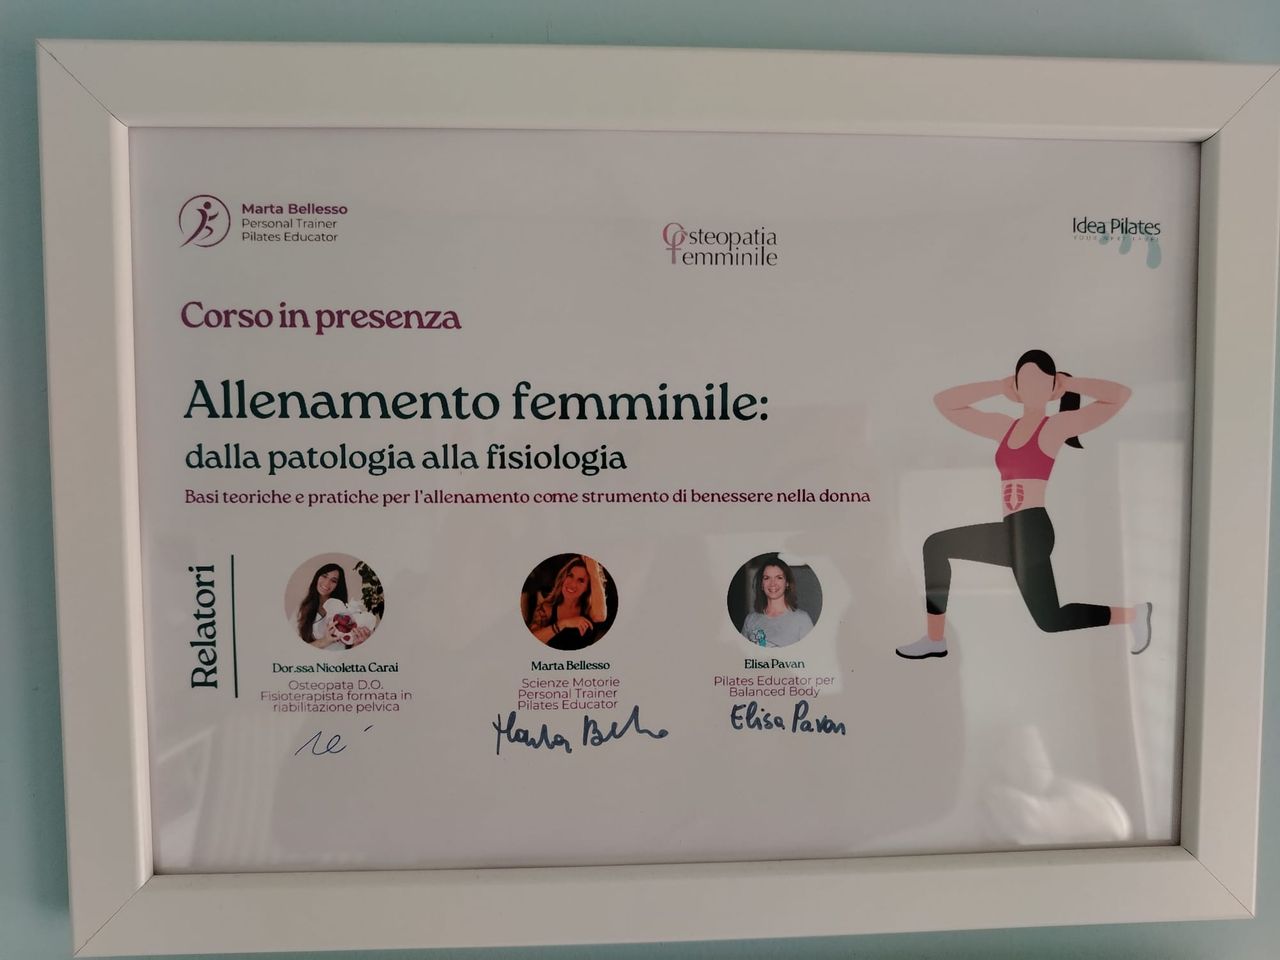 Marta Bellesso
Personal Trainer
Pilates Educator
Osteopatia
femminile
Idea Pilates
Corso in presenza
Allenamento femminile:
dalla patologia alla fisiologia
Basi teoriche e pratiche per l'allenamento come strumento di benessere nella donna
Relatori
Dor.ssa Nicoletta Carai
Osteopata D.O.
Fisioterapista formata in
riabilitazione pelvica
Marta Bellesso
Scienze Motorie
Personal Trainer
Pilates Educator
Marta Bellesso
Elisa Pavan
Pilates Educator per
Balanced Body
Elisa Pavan